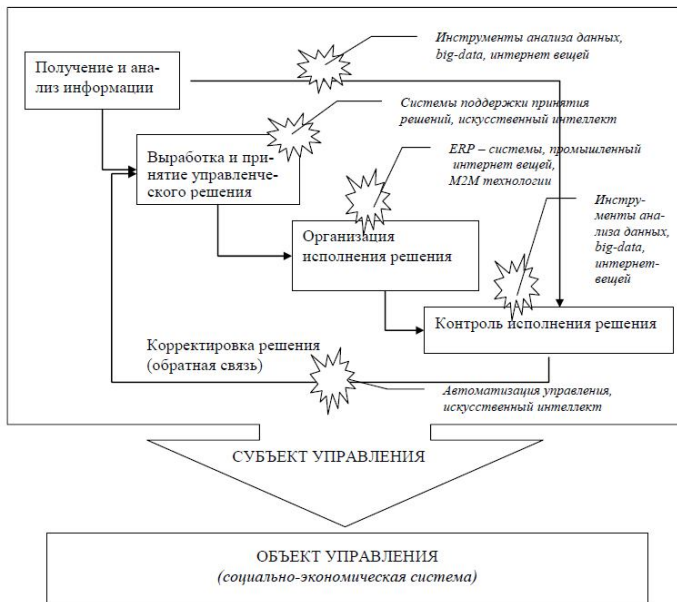 Инструменты анализа данных,
big-data, интернет вещей
Получение и ана-
лиз информации
Системы поддержки принятия
решений, искусственный интеллект
Выработка и при-
нятие управленчес-
кого решения
ERP – системы, промышленный
интернет вещей,
M2M технологии
Инстру-
менты ана-
лиза данных,
big-data,
интернет-
вещей
Организация
исполнения решения
Контроль исполнения решения
Корректировка решения
(обратная связь)
Автоматизация управления,
искусственный интеллект
СУБЪЕКТ УПРАВЛЕНИЯ
ОБЪЕКТ УПРАВЛЕНИЯ
(социально-экономическая система)